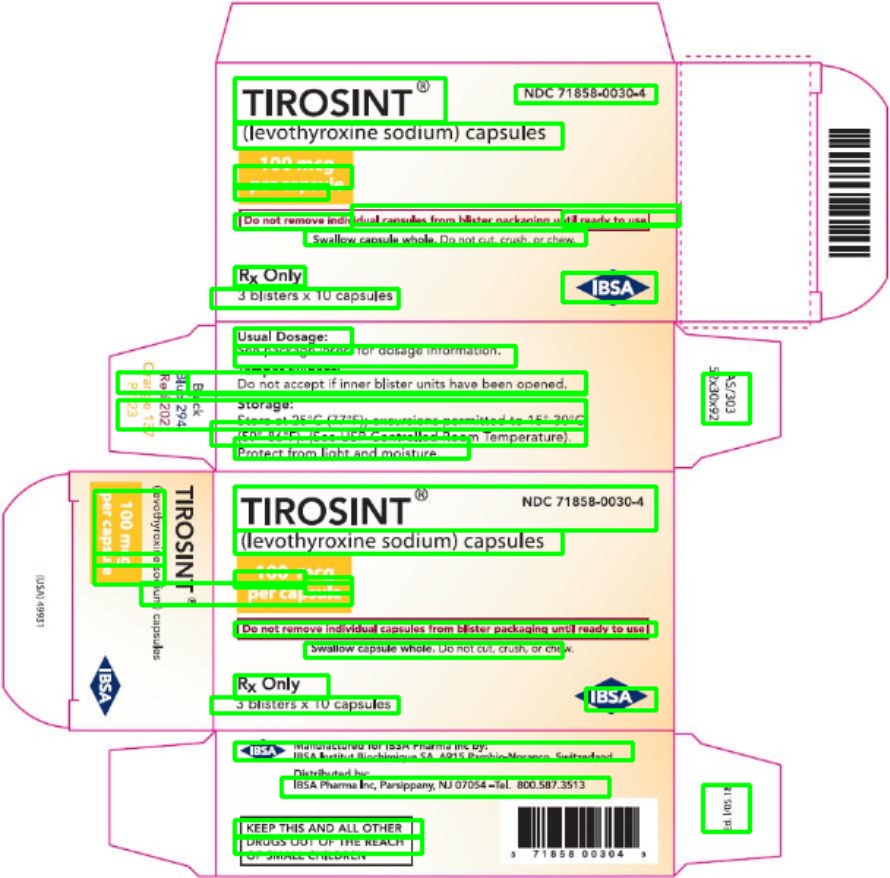 TIROSINT®
NDC 71858-0030-4
(levothyroxine sodium) capsules
100 mcg
per capsule
Do not remove individual capsules from blister packaging until ready to use
Swallow capsule whole. Do not cut, crush, or chew.
Rx Only
IBSA
3 blisters x 10 capsules
Usual Dosage:
See package insert for dosage information.
Do not accept if inner blister units have been opened.
Storage:
Store at 25°C (77°F); excursions permitted to 15°-30°C
(59°-86°F). (See USP Controlled Room Temperature).
Protect from light and moisture.
Black
Blue 294
Red 202
Orange 137
AS/303
52x30x92
TIROSINT®
NDC 71858-0030-4
(levothyroxine sodium) capsules
100 mcg
per capsule
Do not remove individual capsules from blister packaging until ready to use
Swallow capsule whole. Do not cut, crush, or chew.
Rx Only
IBSA
3 blisters x 10 capsules
TIROSINT®
(levothyroxine sodium) capsules
100 mcg
per capsule
IBSA
(USA) 49931
IBSA
Manufactured for IBSA Pharma Inc by:
IBSA Institut Biochimique SA, 6915 Pambio-Noranco, Switzerland
Distributed by:
IBSA Pharma Inc, Parsippany, NJ 07054 –Tel. 800.587.3513
KEEP THIS AND ALL OTHER
DRUGS OUT OF THE REACH
OF SMALL CHILDREN
71858 00304